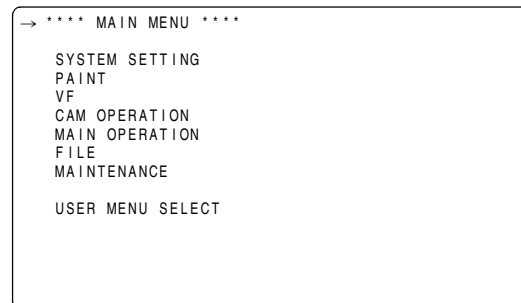 → **** MAIN MENU ****
SYSTEM SETTING
PAINT
VF
CAM OPERATION
MAIN OPERATION
FILE
MAINTENANCE
USER MENU SELECT